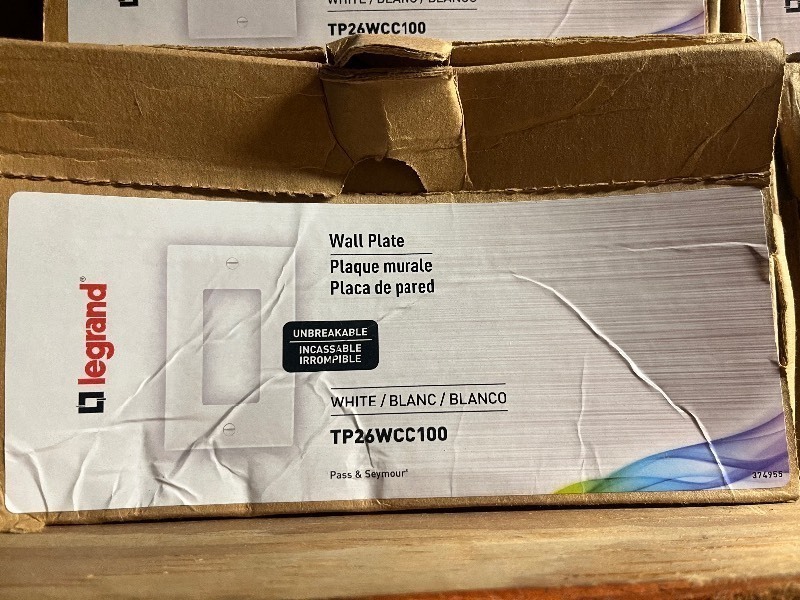 WHITE / BLANC / BLANCO
TP26WCC100
legrand®
Wall Plate
Plaque murale
Placa de pared
UNBREAKABLE
INCASSABLE
IRROMPIBLE
WHITE / BLANC / BLANCO
TP26WCC100
Pass & Seymour®
374955